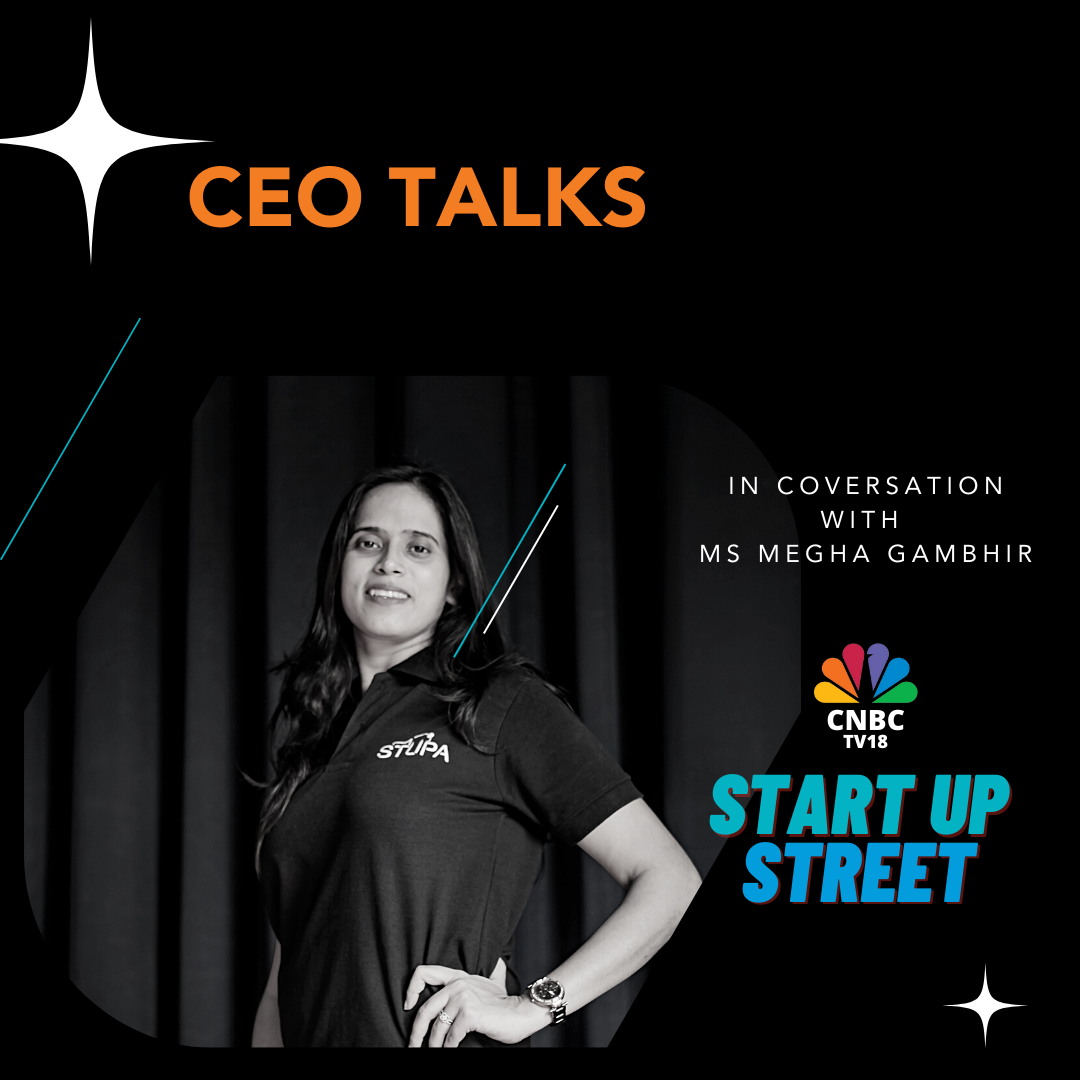 CEO TALKS
IN COVERSATION
WITH
MS MEGHA GAMBHIR
STUPA
CNBC
TV18
START UP
STREET